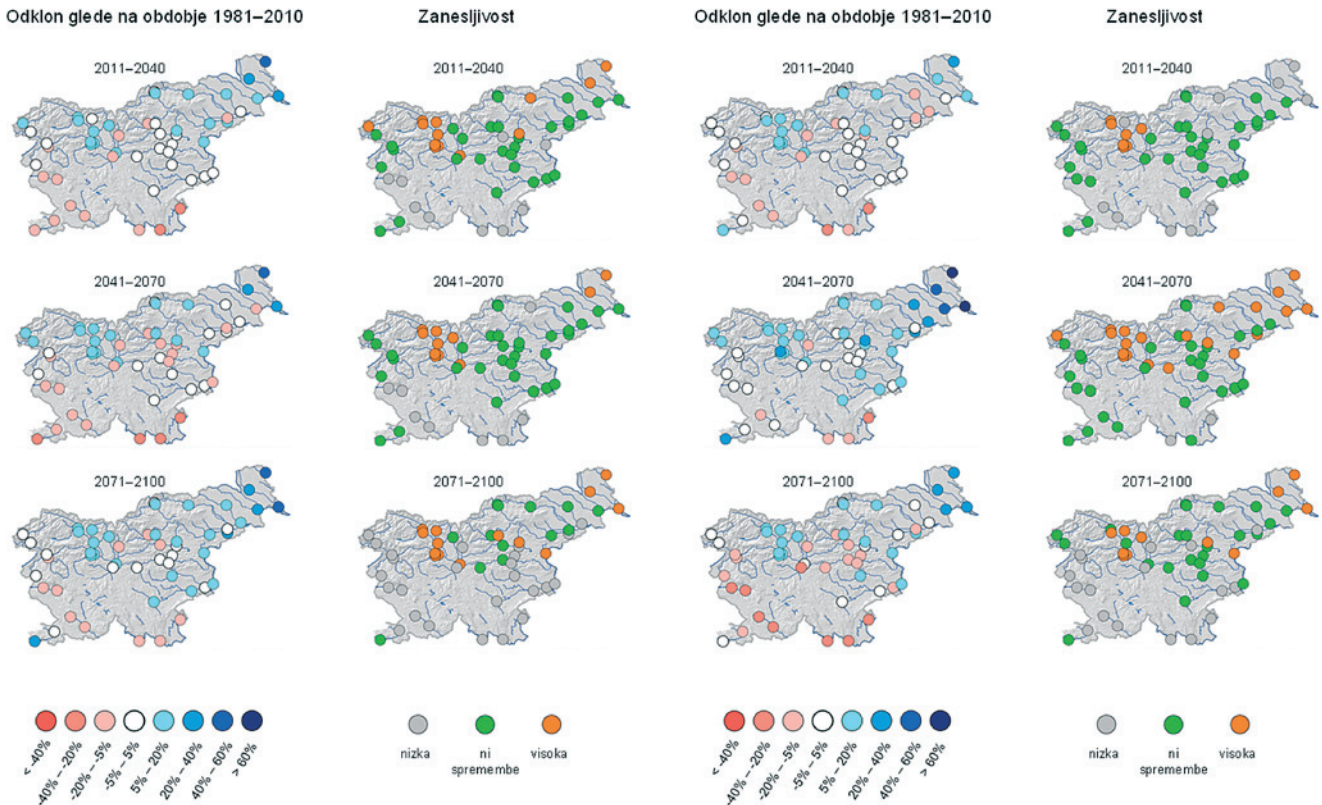 Odklon glede na obdobje 1981–2010 Zanesljivost Odklon glede na obdobje 1981–2010 Zanesljivost
2011–2040 2011–2040 2011–2040 2011–2040
2041–2070 2041–2070 2041–2070 2041–2070
2071–2100 2071–2100 2071–2100 2071–2100
< -40% -40% – -20% -20% – -5% -5% – 5% 5% – 20% 20% – 40% 40% – 60% > 60%
nizka ni spremembe visoka
< -40% -40% – -20% -20% – -5% -5% – 5% 5% – 20% 20% – 40% 40% – 60% > 60%
nizka ni spremembe visoka